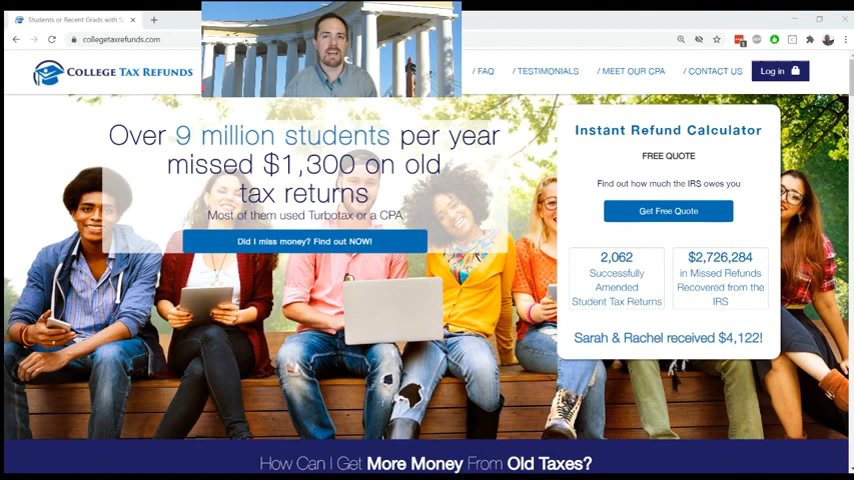 Students or Recent Grads with S
collegetaxrefunds.com
COLLEGE TAX REFUNDS
/ FAQ
/ TESTIMONIALS
/ MEET OUR CPA
/ CONTACT US
Log in
Over 9 million students per year
missed $1,300 on old
tax returns
Most of them used Turbotax or a CPA
Did I miss money? Find out NOW!
Instant Refund Calculator
FREE QUOTE
Find out how much the IRS owes you
Get Free Quote
2,062
Successfully
Amended
Student Tax Returns
$2,726,284
in Missed Refunds
Recovered from the
IRS
Sarah & Rachel received $4,122!
How Can I Get More Money From Old Taxes?